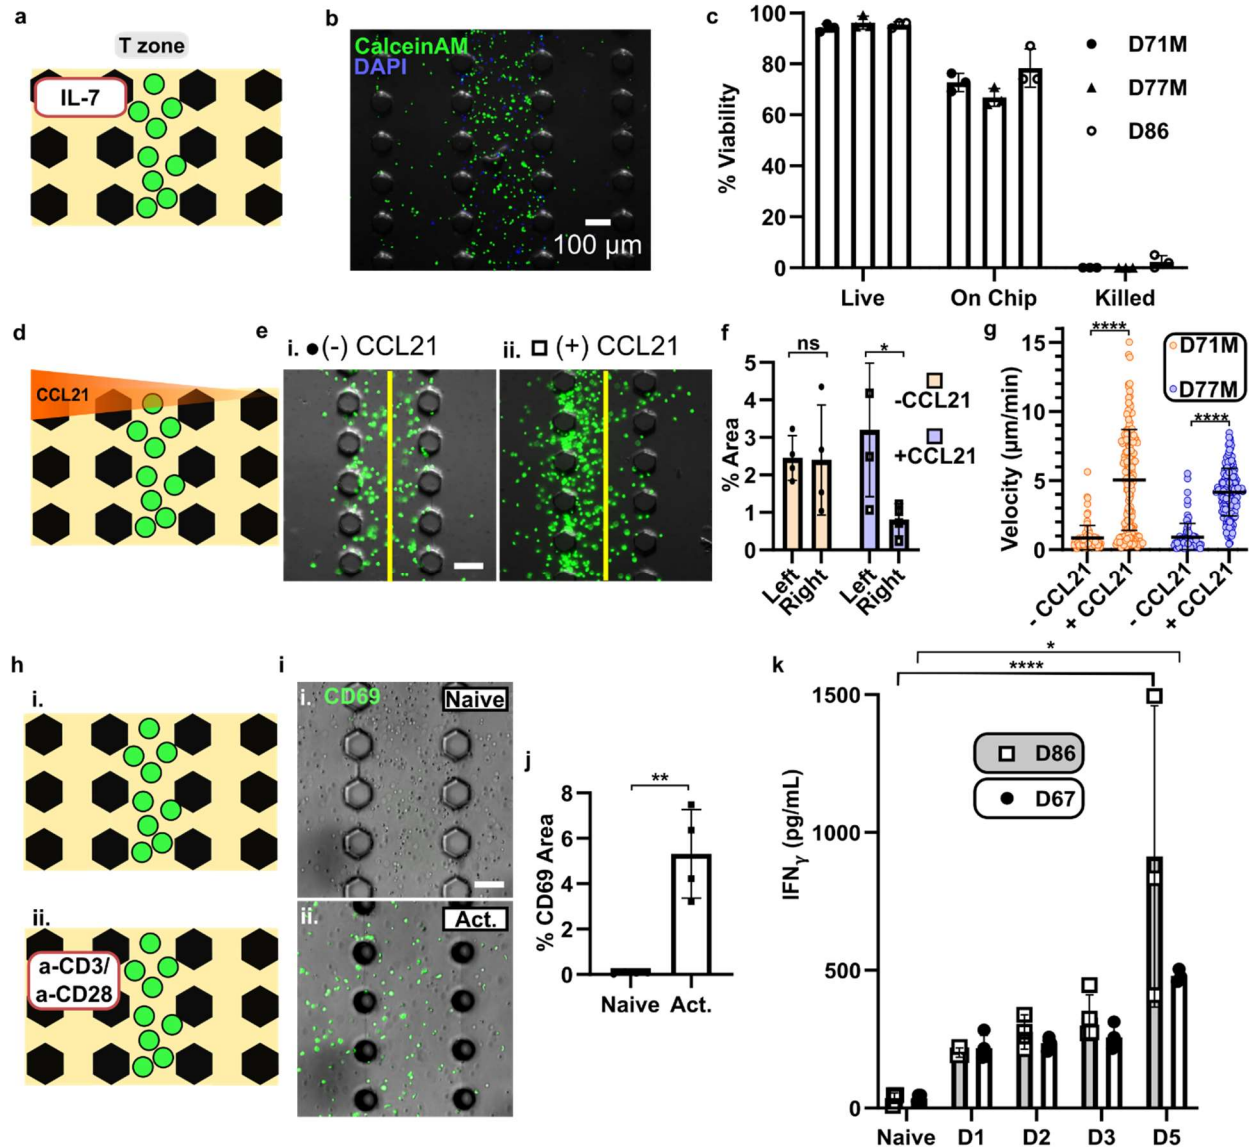 a
T zone
IL-7
b
CalceinAM
DAPI
100 µm
c
% Viability
100
80
60
40
20
0
Live
On Chip
Killed
D71M
D77M
D86
d
CCL21
e
i. (-) CCL21
ii. (+) CCL21
f
% Area
5
4
3
2
1
0
ns
*
-CCL21
+CCL21
Left
Right
Left
Right
g
Velocity (µm/min)
15
10
5
0
****
****
D71M
D77M
- CCL21
+ CCL21
- CCL21
+ CCL21
h
i.
ii.
a-CD3/
a-CD28
i
i. CD69
Naive
ii.
Act.
j
% CD69 Area
8
6
4
2
0
**
Naive
Act.
k
*
****
IFNγ (pg/mL)
1500
1000
500
0
D86
D67
Naive
D1
D2
D3
D5